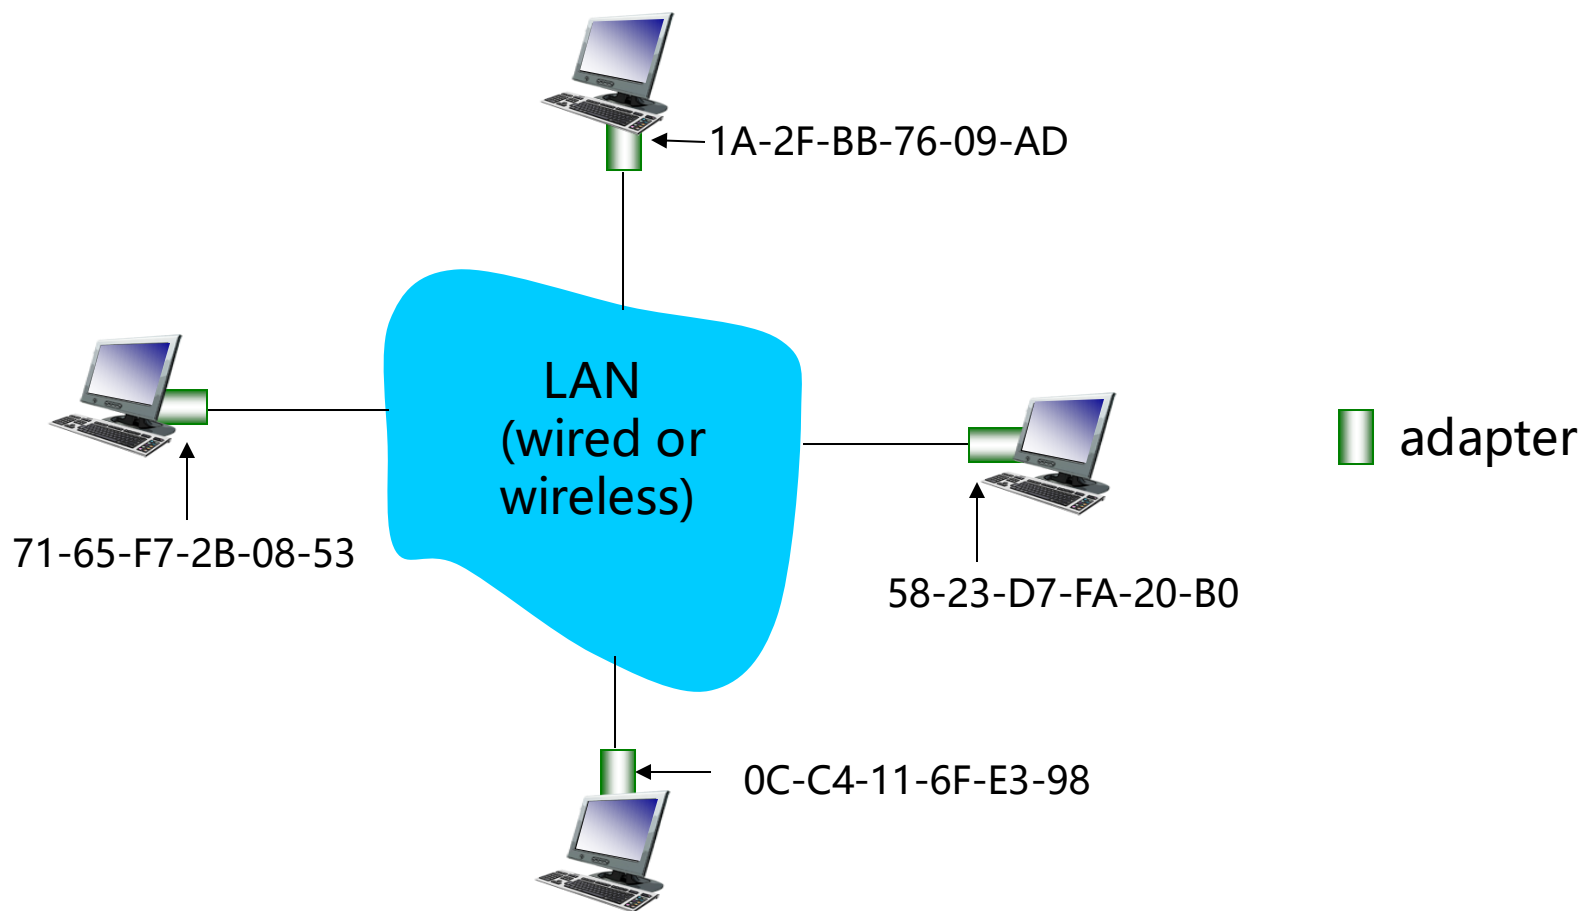 1A-2F-BB-76-09-AD
LAN
(wired or
wireless)
adapter
71-65-F7-2B-08-53
58-23-D7-FA-20-B0
0C-C4-11-6F-E3-98